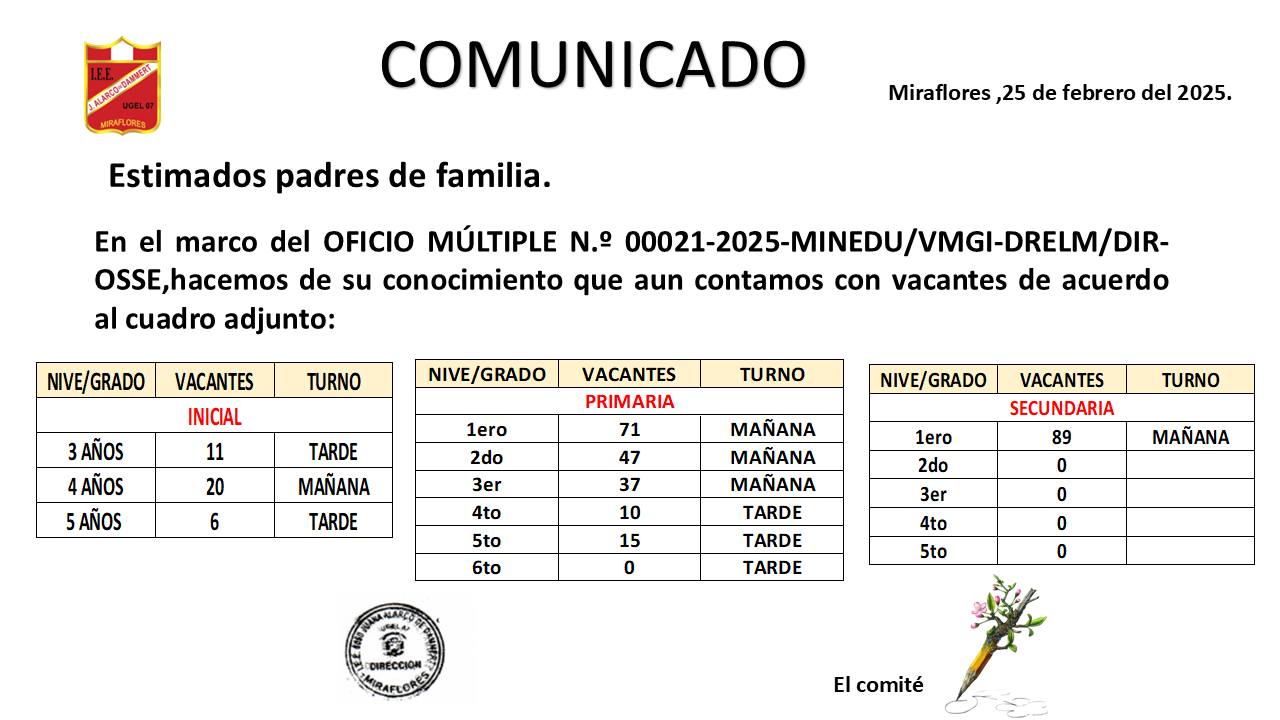 COMUNICADO
I.E.E.
J. ALARCO de DAMMERT
UGEL 07
MIRAFLORES
Miraflores ,25 de febrero del 2025.
Estimados padres de familia.
En el marco del OFICIO MÚLTIPLE N.º 00021-2025-MINEDU/VMGI-DRELM/DIR-
OSSE,hacemos de su conocimiento que aun contamos con vacantes de acuerdo
al cuadro adjunto:
NIVE/GRADO VACANTES TURNO
INICIAL
3 AÑOS 11 TARDE
4 AÑOS 20 MAÑANA
5 AÑOS 6 TARDE
NIVE/GRADO VACANTES TURNO
PRIMARIA
1ero 71 MAÑANA
2do 47 MAÑANA
3er 37 MAÑANA
4to 10 TARDE
5to 15 TARDE
6to 0 TARDE
NIVE/GRADO VACANTES TURNO
SECUNDARIA
1ero 89 MAÑANA
2do 0
3er 0
4to 0
5to 0
JUANA ALARCO DE DAMMERT
DIRECCION
MIRAFLORES
El comité